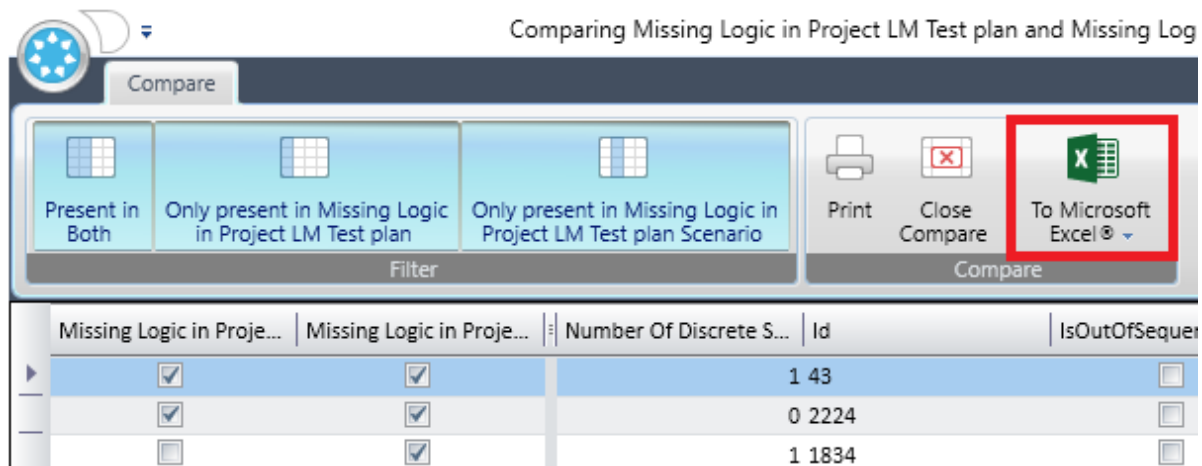 Comparing Missing Logic in Project LM Test plan and Missing Log
Compare
Present in
Both
Only present in Missing Logic
in Project LM Test plan
Only present in Missing Logic in
Project LM Test plan Scenario
Filter
Print
Close
Compare
To Microsoft
Excel®
Compare
Missing Logic in Proje... Missing Logic in Proje... Number Of Discrete S... Id IsOutOfSequer
1 43
0 2224
1 1834